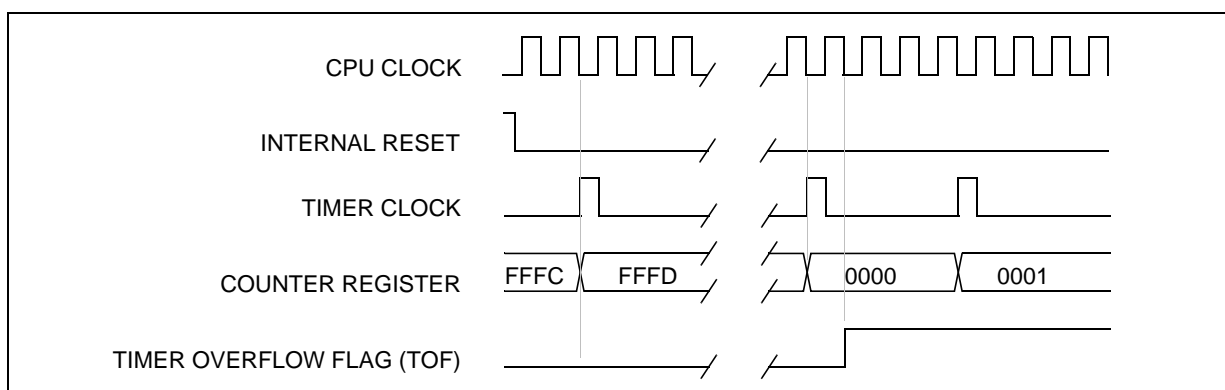 CPU CLOCK
INTERNAL RESET
TIMER CLOCK
COUNTER REGISTER FFFC FFFD 0000 0001
TIMER OVERFLOW FLAG (TOF)